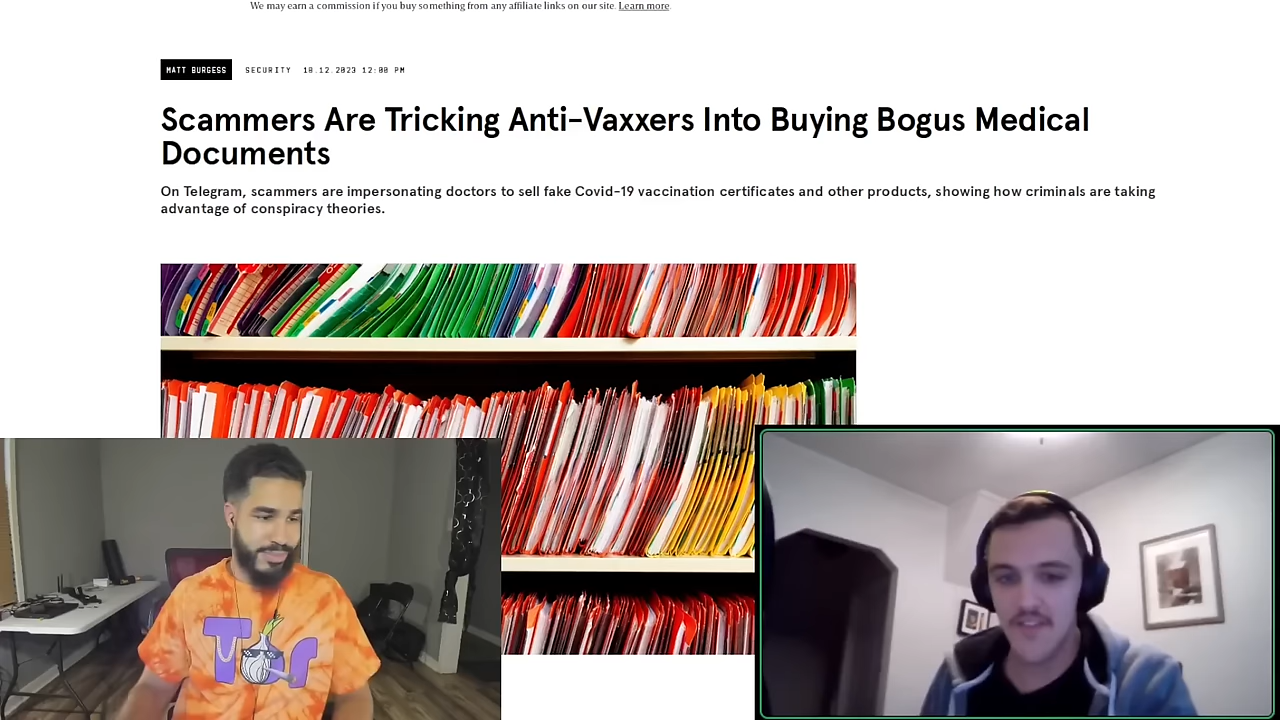 We may earn a commission if you buy something from any affiliate links on our site. Learn more.
MATT BURGESS SECURITY 10.12.2023 12:00 PM
Scammers Are Tricking Anti-Vaxxers Into Buying Bogus Medical
Documents
On Telegram, scammers are impersonating doctors to sell fake Covid-19 vaccination certificates and other products, showing how criminals are taking
advantage of conspiracy theories.
Tor